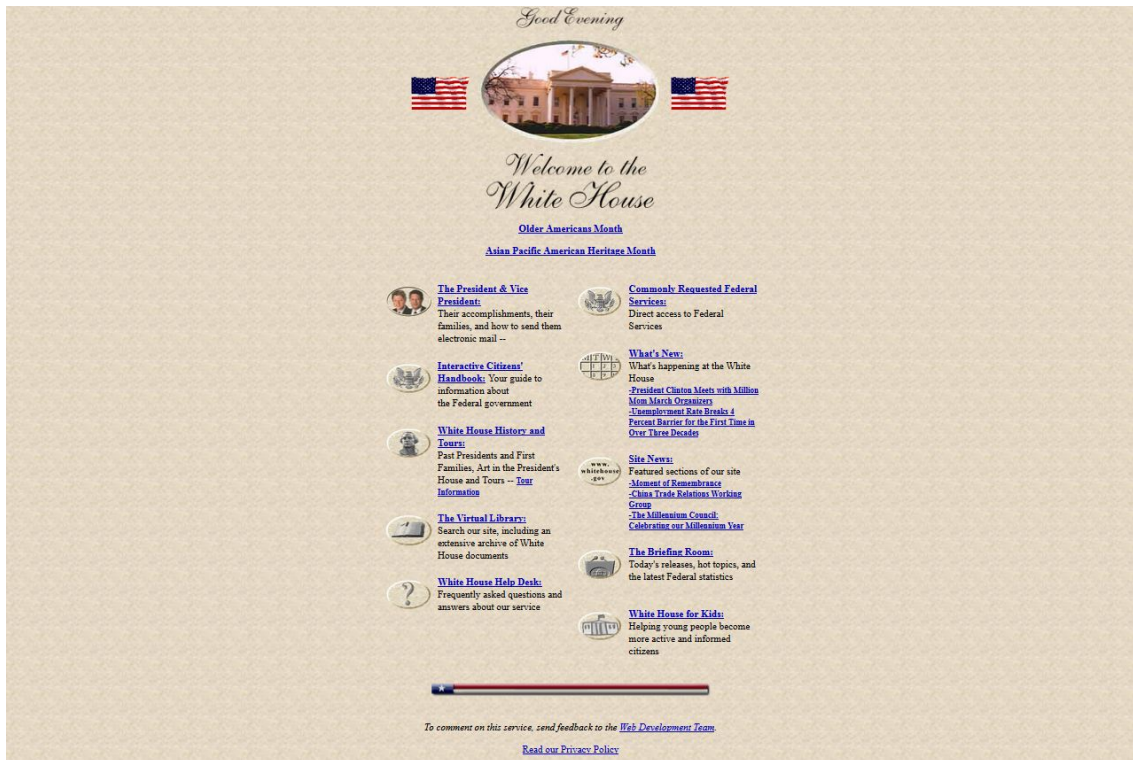 Good Evening
Welcome to the
White House
Older Americans Month
Asian Pacific American Heritage Month
The President & Vice
President:
Their accomplishments, their
families, and how to send them
electronic mail --
Interactive Citizens'
Handbook: Your guide to
information about
the Federal government
White House History and
Tours:
Past Presidents and First
Families, Art in the President's
House and Tours -- Tour
Information
The Virtual Library:
Search our site, including an
extensive archive of White
House documents
White House Help Desk:
Frequently asked questions and
answers about our service
Commonly Requested Federal
Services:
Direct access to Federal
Services
What's New:
What's happening at the White
House
-President Clinton Meets with Million
Mom March Organizers
-Unemployment Rate Breaks 4
Percent Barrier for the First Time in
Over Three Decades
www.
whitehouse
.gov
Site News:
Featured sections of our site
-Moment of Remembrance
-China Trade Relations Working
Group
-The Millennium Council:
Celebrating our Millennium Year
The Briefing Room:
Today's releases, hot topics, and
the latest Federal statistics
White House for Kids:
Helping young people become
more active and informed
citizens
To comment on this service, send feedback to the Web Development Team.
Read our Privacy Policy